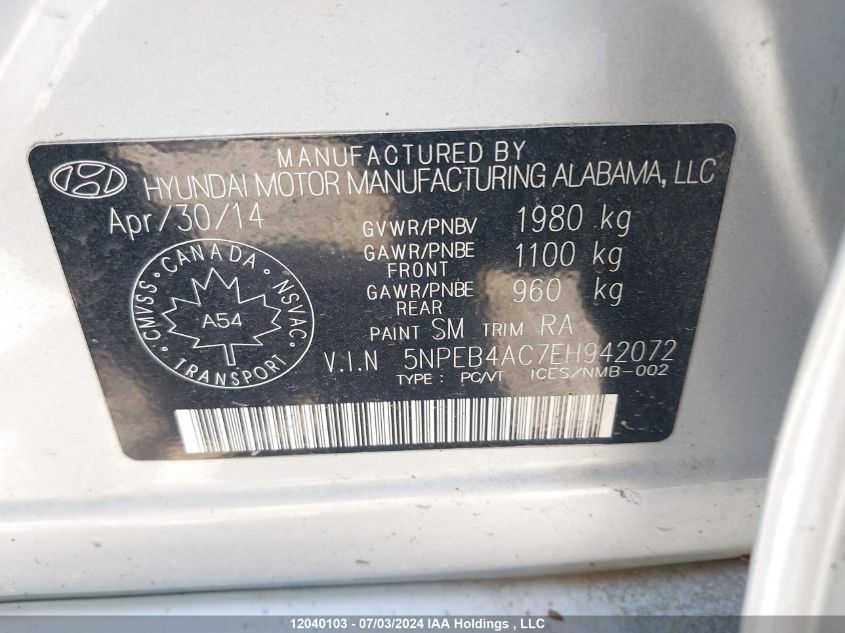 MANUFACTURED BY
HYUNDAI MOTOR MANUFACTURING ALABAMA, LLC
Apr/30/14
GVWR/PNBV 1980 kg
GAWR/PNBE FRONT 1100 kg
GAWR/PNBE REAR 960 kg
PAINT SM TRIM RA
V.I.N 5NPEB4AC7EH942072
TYPE : PC/VT ICES/NMB-002
CANADA
CMVSS NSVAC
A54
TRANSPORT
12040103 - 07/03/2024 IAA Holdings , LLC